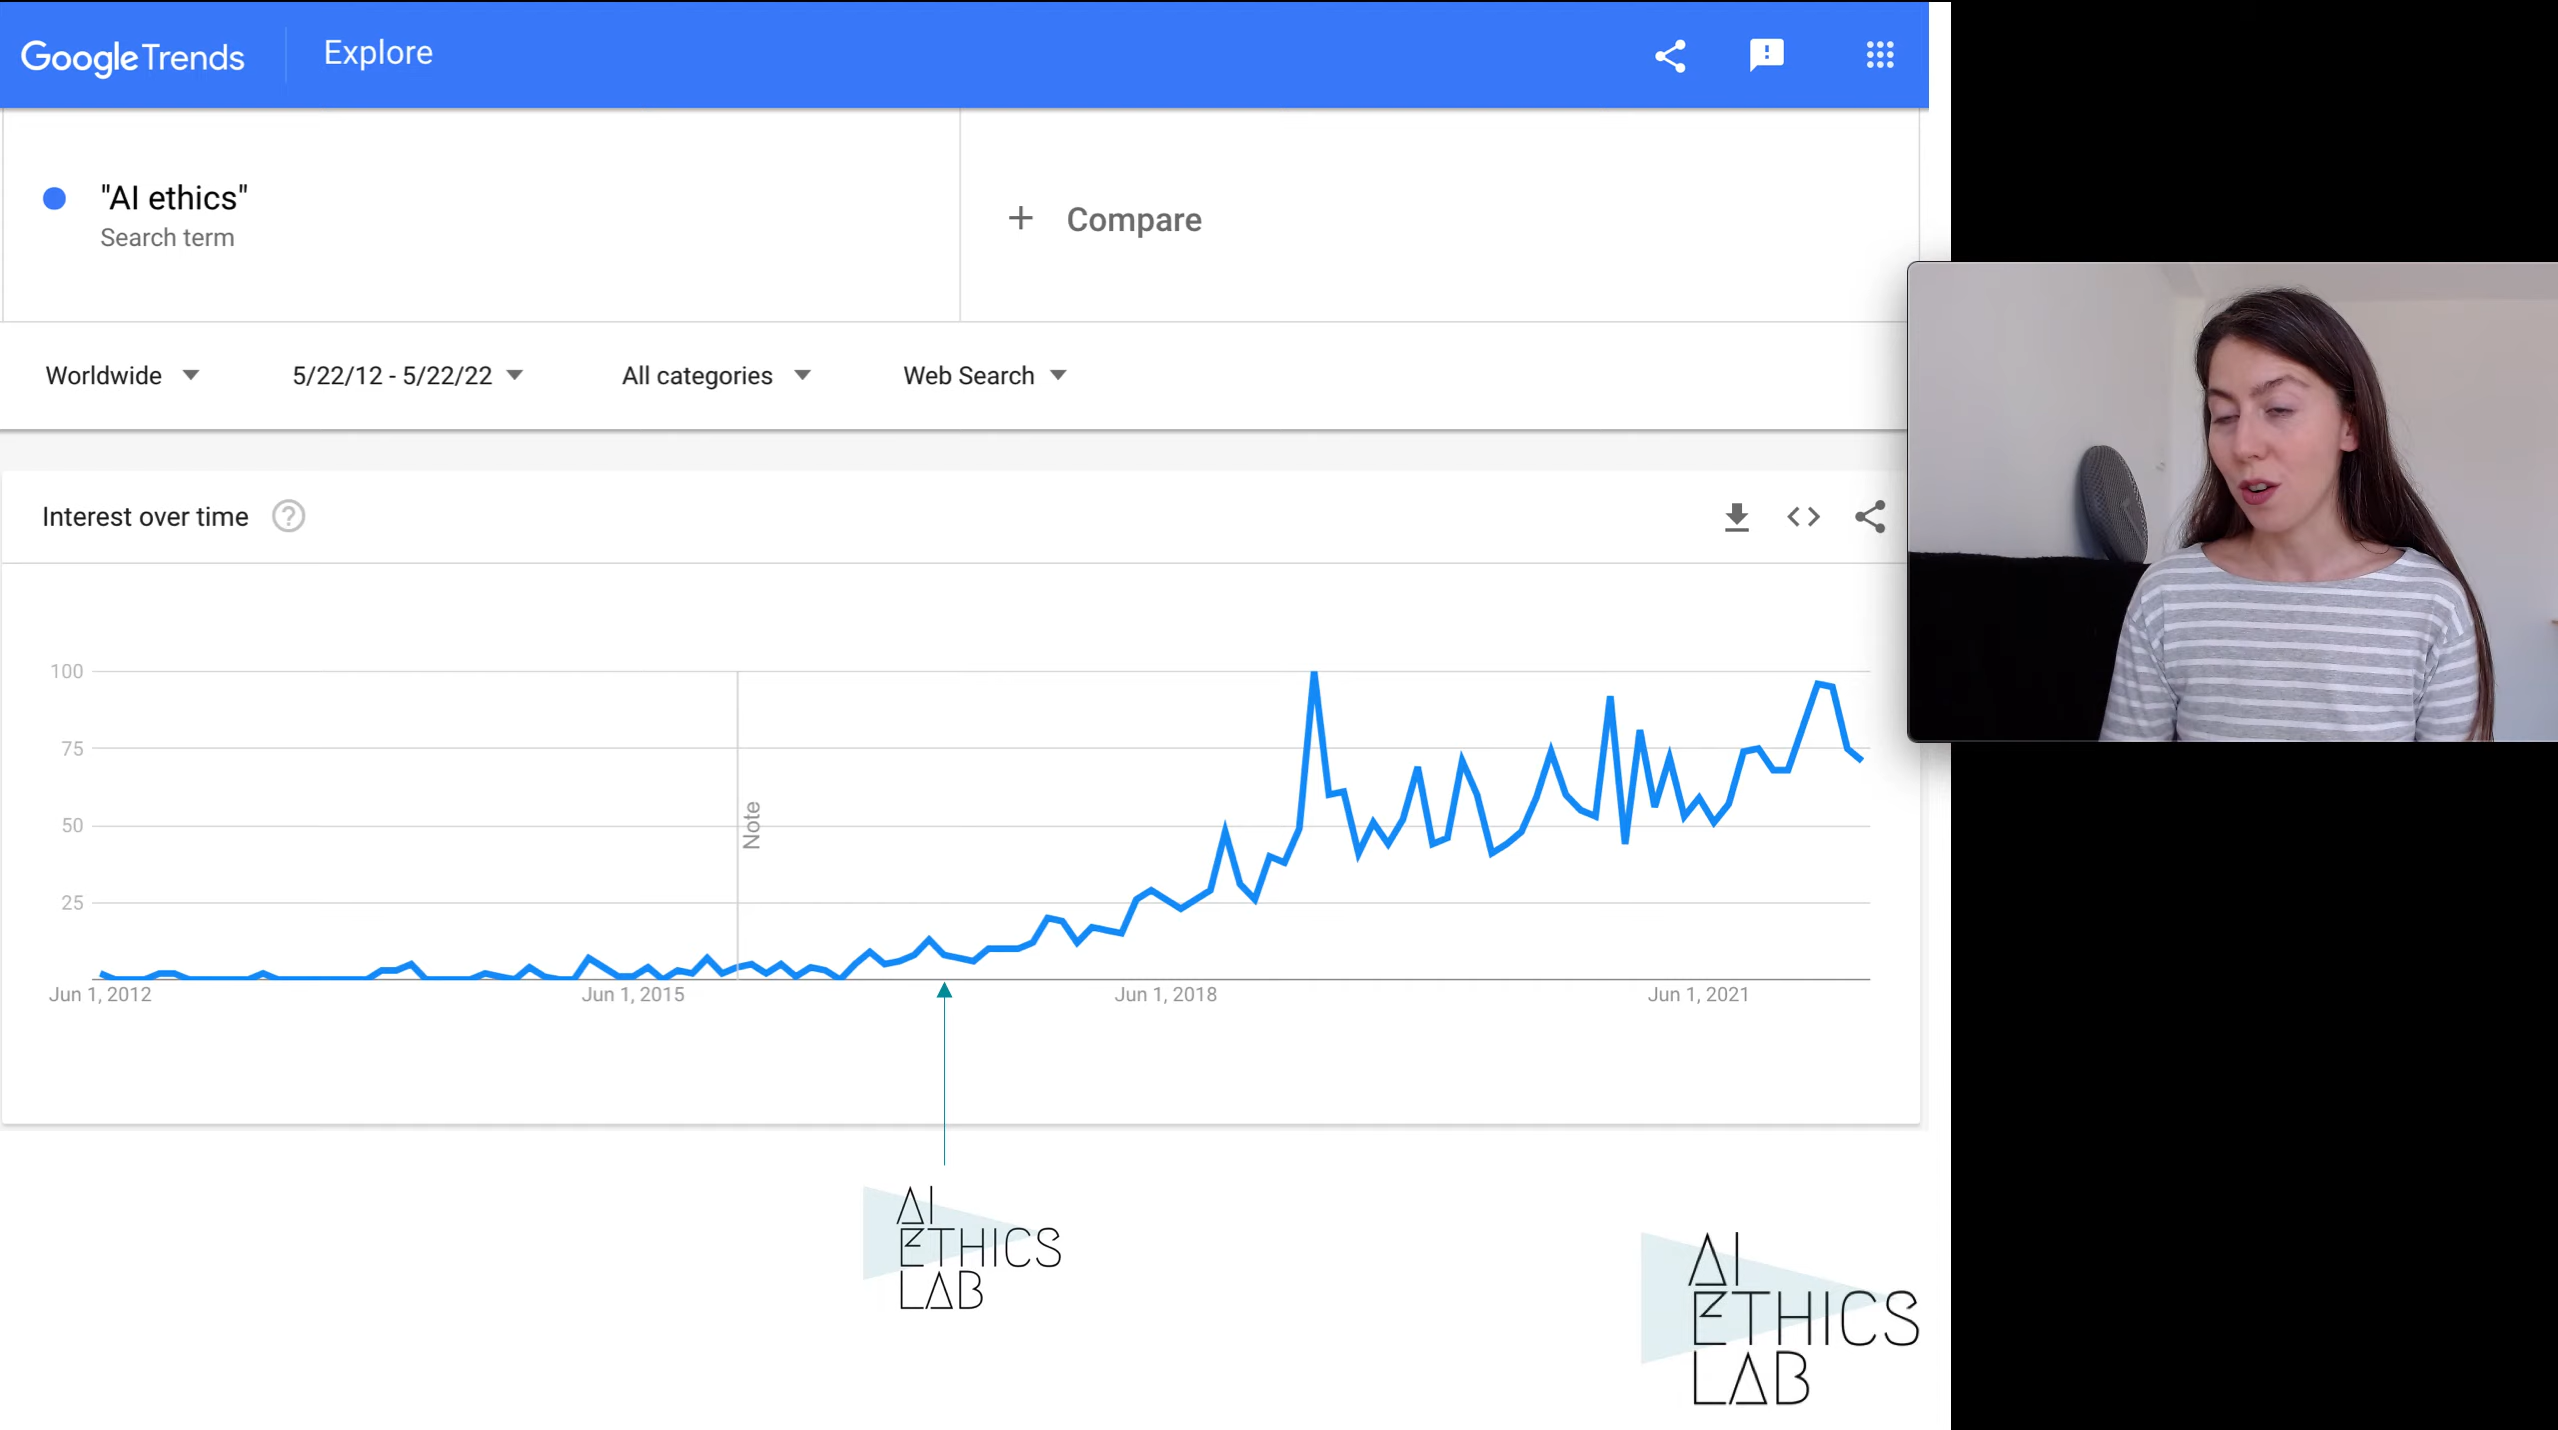 Google Trends
Explore
"AI ethics"
Search term
+ Compare
Worldwide
5/22/12 - 5/22/22
All categories
Web Search
Interest over time
100
75
50
25
Note
Jun 1, 2012
Jun 1, 2015
Jun 1, 2018
Jun 1, 2021
AI
ETHICS
LAB
AI
ETHICS
LAB